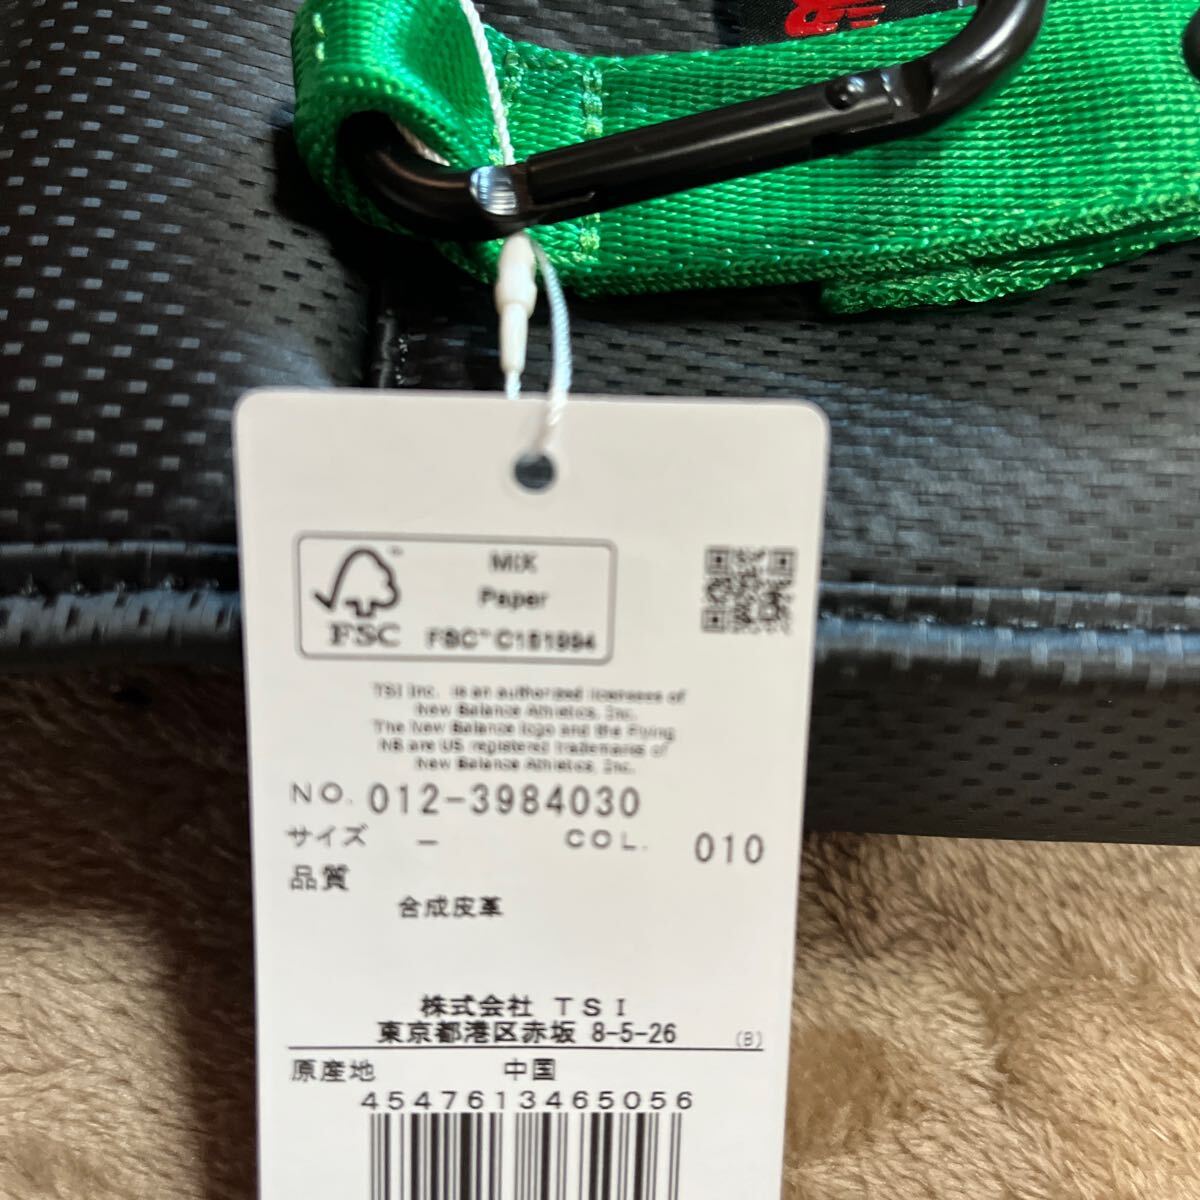 MIX
Paper
FSC
FSC™ C151994
TSI Inc. is an authorized licensees of
New Balance Athletics, Inc.
The New Balance logo and the Flying
NB are US registered trademarks of
New Balance Athletics, Inc.
NO. 012-3984030
サイズ - COL. 010
品質
合成皮革
株式会社 TSI
東京都港区赤坂 8-5-26 (B)
原産地 中国
4547613465056